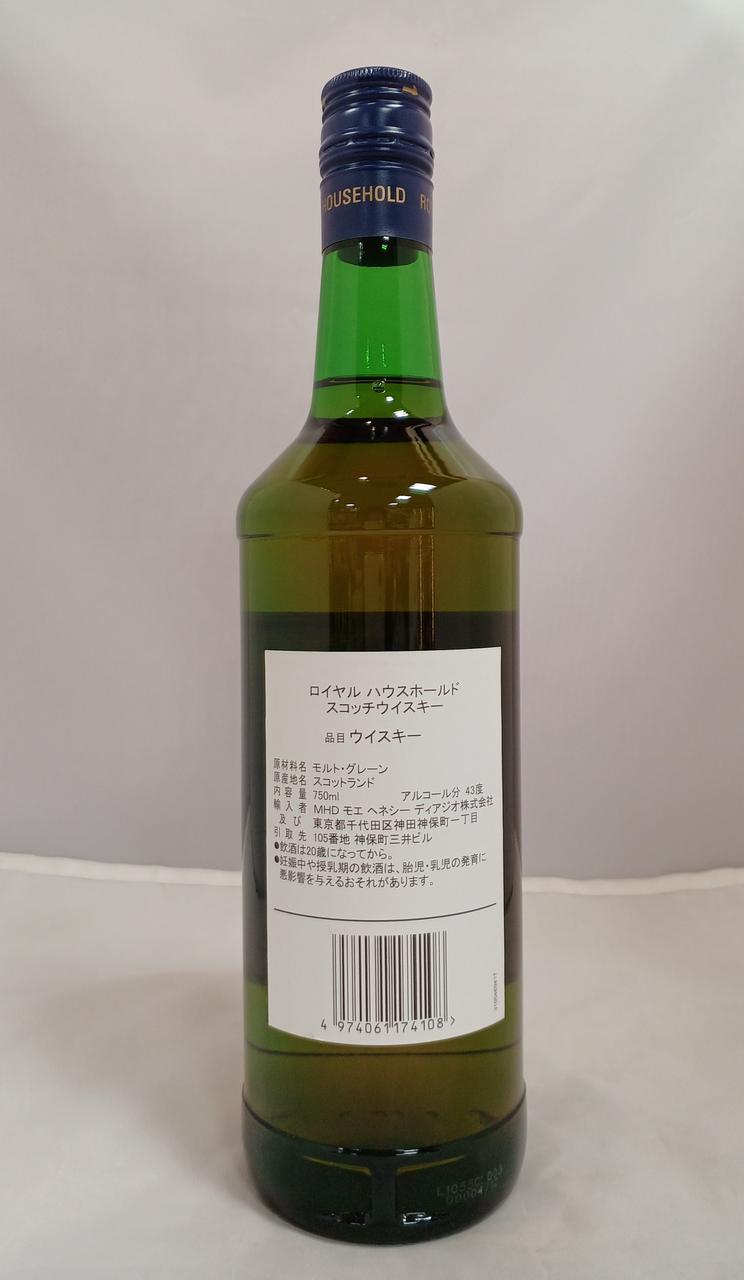 HOUSEHOLD
ロイヤル ハウスホールド
スコッチウイスキー
品目 ウイスキー
原材料名 モルト・グレーン
原産地名 スコットランド
内容量 750ml アルコール分 43度
輸入者 MHD モエ ヘネシー ディアジオ株式会社
及び 東京都千代田区神田神保町一丁目
引取先 105番地 神保町三井ビル
●飲酒は20歳になってから。
●妊娠中や授乳期の飲酒は、胎児・乳児の発育に
悪影響を与えるおそれがあります。
4 974061 174108 >